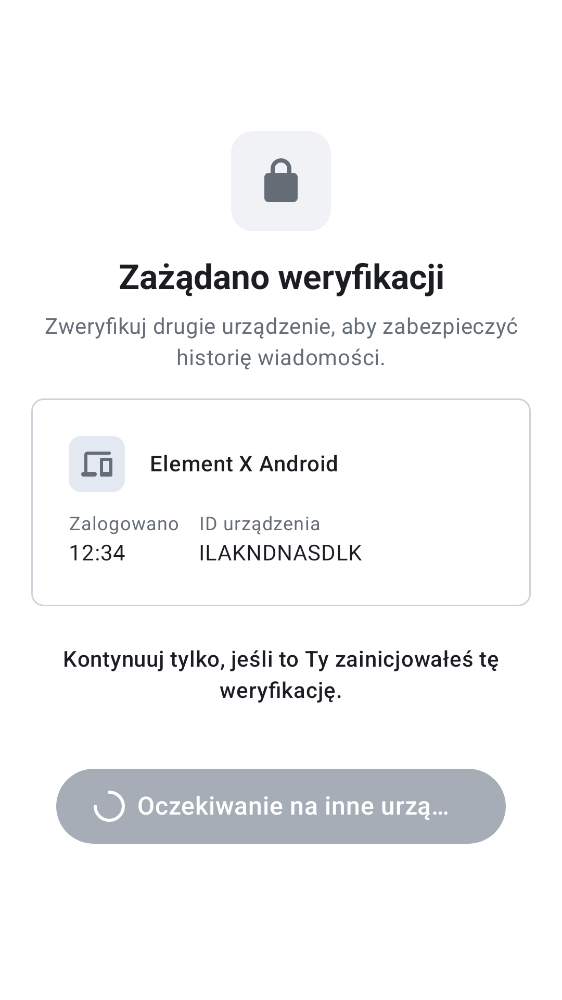 Zażądano weryfikacji
Zweryfikuj drugie urządzenie, aby zabezpieczyć
historię wiadomości.
Element X Android
Zalogowano ID urządzenia
12:34 ILAKNDNASDLK
Kontynuuj tylko, jeśli to Ty zainicjowałeś tę
weryfikację.
Oczekiwanie na inne urzą…